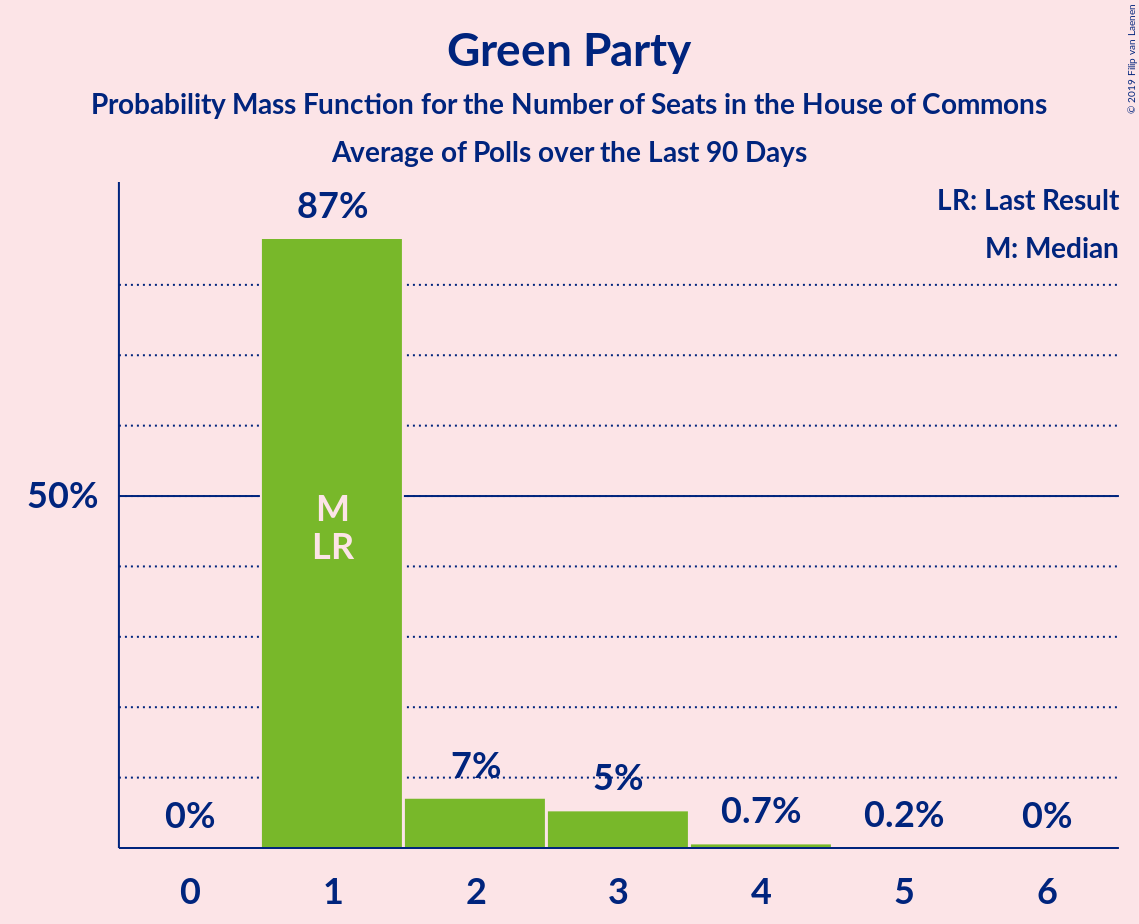 Green Party
Probability Mass Function for the Number of Seats in the House of Commons
Average of Polls over the Last 90 Days
© 2019 Filip van Laenen
LR: Last Result
M: Median
87%
50%
M
LR
0%
7%
5%
0.7%
0.2%
0%
0
1
2
3
4
5
6